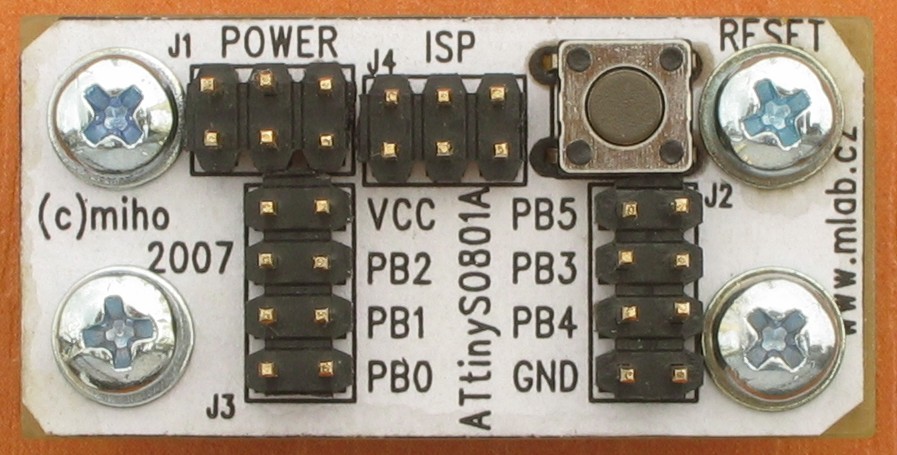 J1 POWER
J4 ISP
RESET
(c)miho
2007
VCC
PB2
PB1
PB0
J3
ATtinySO801A
PB5
PB3
PB4
GND
J2
www.mlab.cz